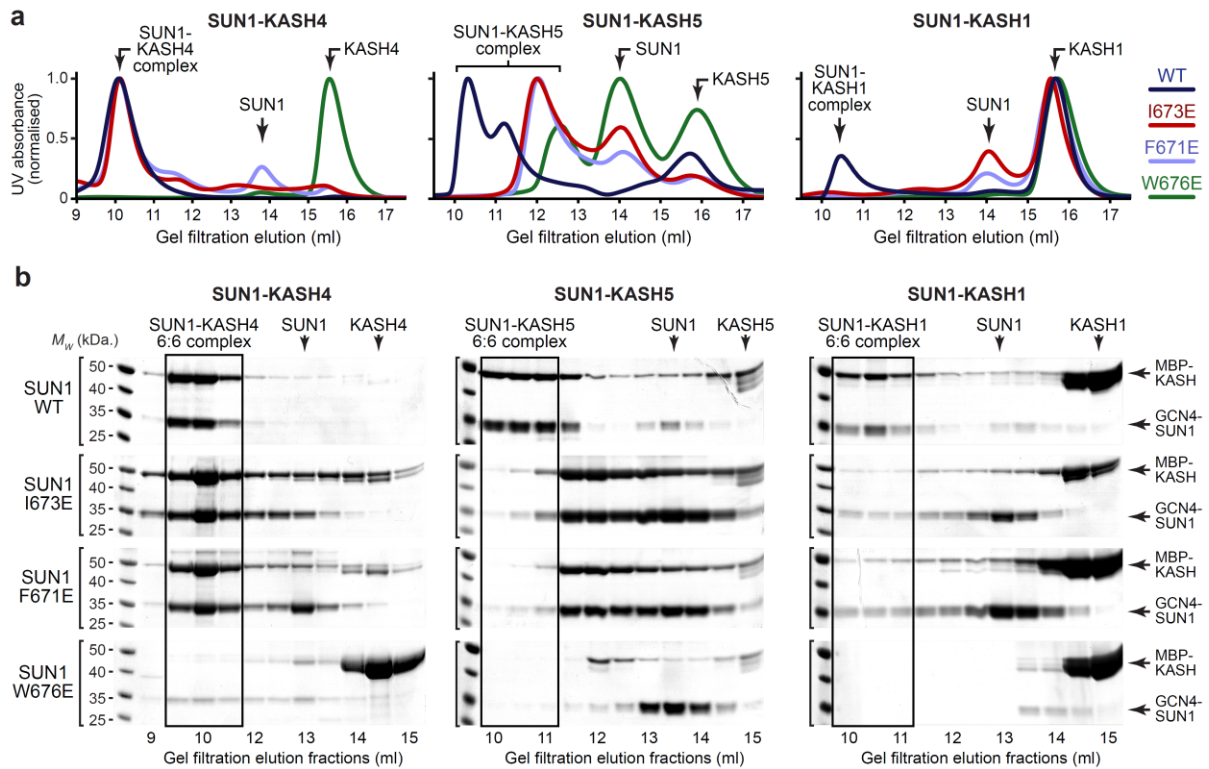 a
SUN1-KASH4
SUN1-
KASH4
complex
SUN1
KASH4
UV absorbance
(normalised)
1.0
0.5
0
9 10 11 12 13 14 15 16 17
Gel filtration elution (ml)
SUN1-KASH5
SUN1-KASH5
complex
SUN1
KASH5
10 11 12 13 14 15 16 17
Gel filtration elution (ml)
SUN1-KASH1
SUN1-
KASH1
complex
SUN1
KASH1
10 11 12 13 14 15 16 17
Gel filtration elution (ml)
WT
I673E
F671E
W676E
b
SUN1-KASH4
Mw (kDa.)
SUN1-KASH4
6:6 complex
SUN1
KASH4
SUN1-KASH5
SUN1-KASH5
6:6 complex
SUN1
KASH5
SUN1-KASH1
SUN1-KASH1
6:6 complex
SUN1
KASH1
SUN1
WT
50
40
35
25
MBP-
KASH
GCN4-
SUN1
SUN1
I673E
50
40
35
25
MBP-
KASH
GCN4-
SUN1
SUN1
F671E
50
40
35
25
MBP-
KASH
GCN4-
SUN1
SUN1
W676E
50
40
35
25
MBP-
KASH
GCN4-
SUN1
9 10 12 13 14 15
Gel filtration elution fractions (ml)
10 11 12 13 14 15
Gel filtration elution fractions (ml)
10 11 12 13 14 15
Gel filtration elution fractions (ml)